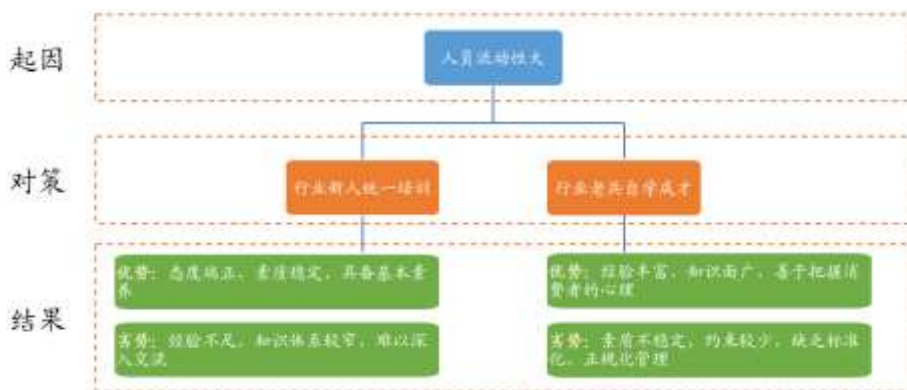 起因
人员流动性大
对策
行业新人统一培训
行业老兵自学成才
结果
优势：态度端正、素质稳定、具备基本素
养
优势：经验丰富、知识面广、善于把握消
费者的心理
劣势：经验不足，知识体系较窄，难以深
入交流
劣势：素质不稳定，约束较少，缺乏标准
化、正规化管理